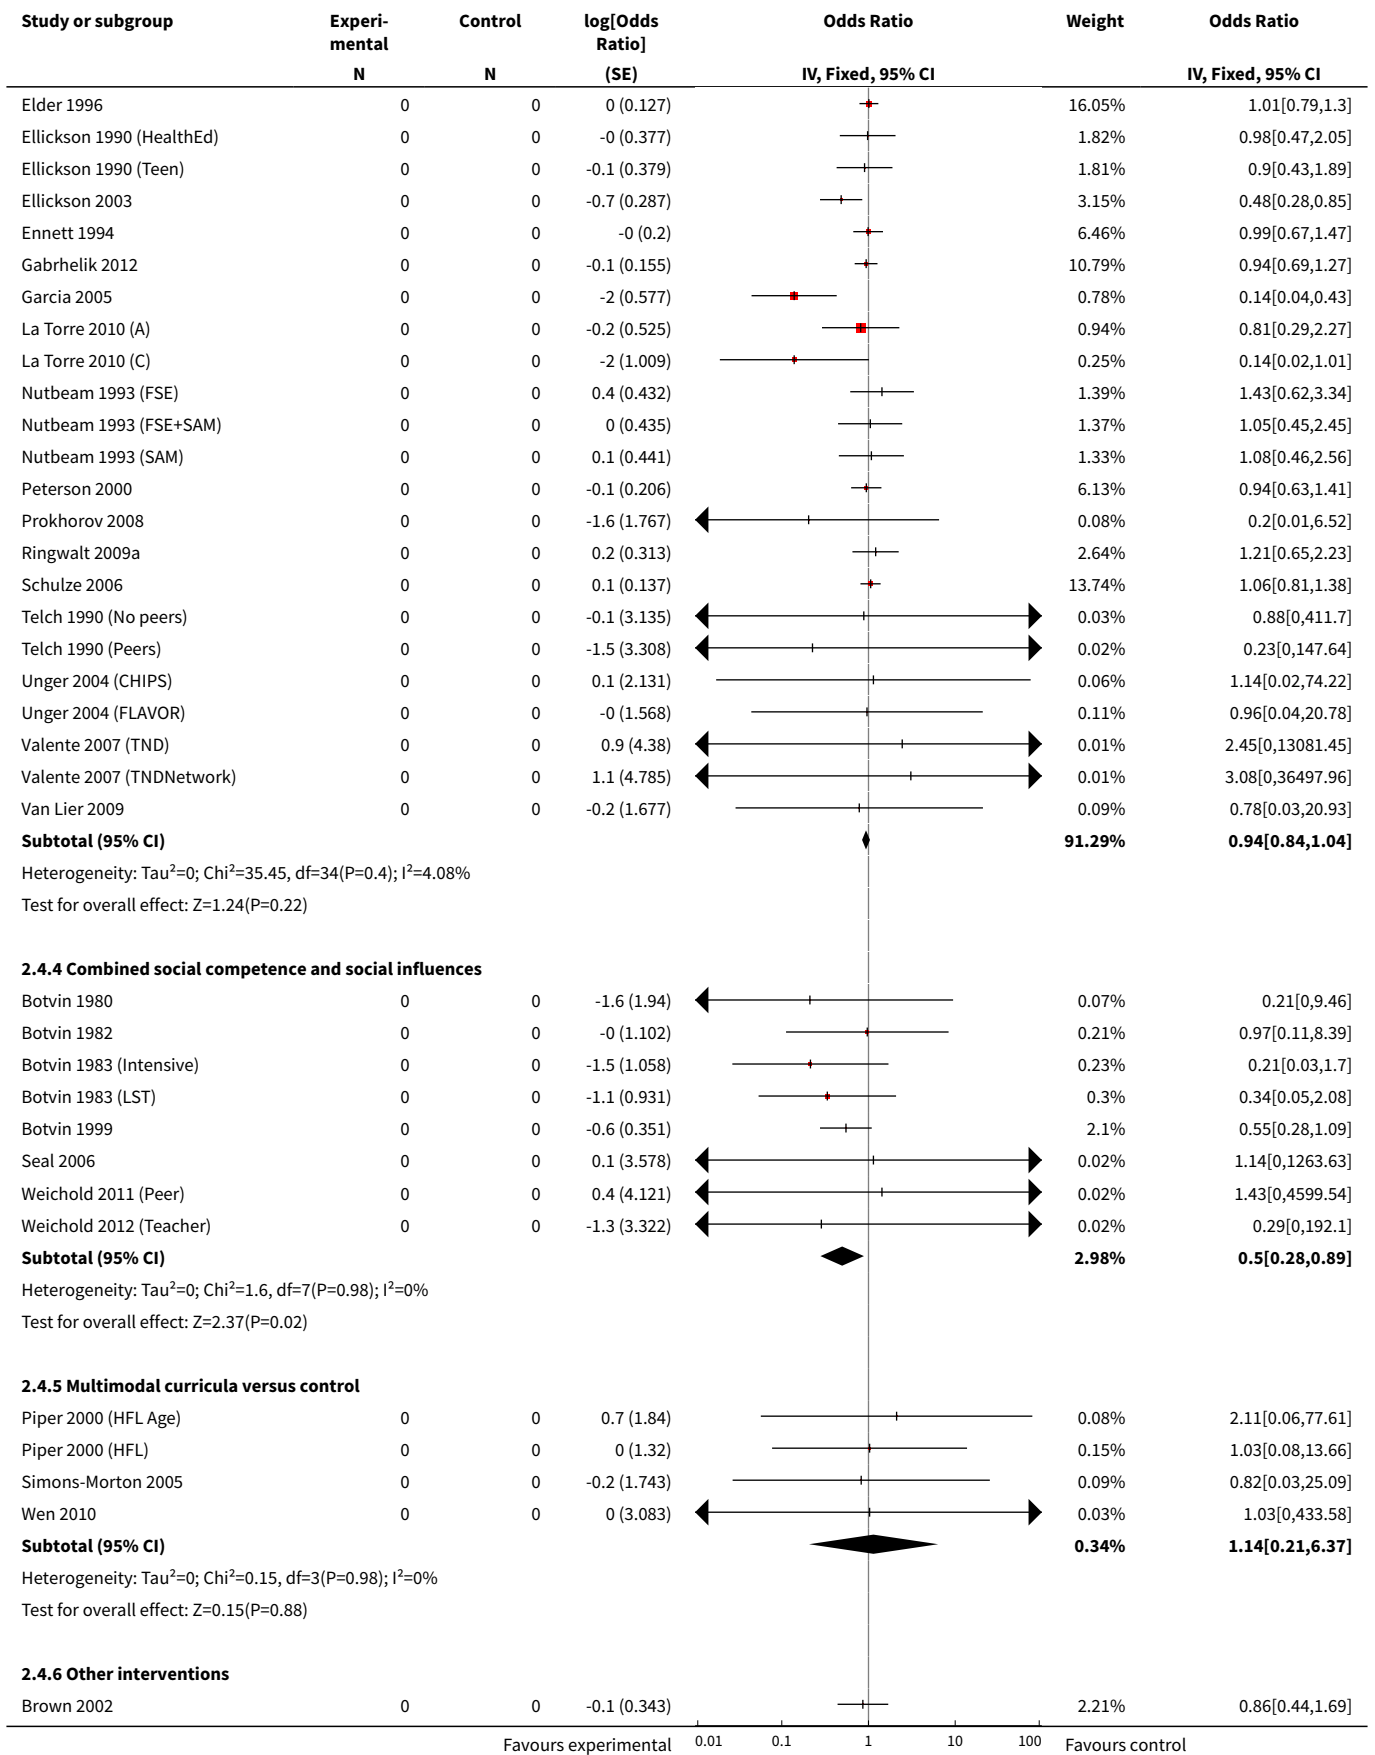 Study or subgroup Experi- Control log[Odds Odds Ratio Weight Odds Ratio
mental Ratio]
N N (SE) IV, Fixed, 95% CI IV, Fixed, 95% CI
Elder 1996 0 0 0 (0.127) 16.05% 1.01[0.79,1.3]
Ellickson 1990 (HealthEd) 0 0 -0 (0.377) 1.82% 0.98[0.47,2.05]
Ellickson 1990 (Teen) 0 0 -0.1 (0.379) 1.81% 0.9[0.43,1.89]
Ellickson 2003 0 0 -0.7 (0.287) 3.15% 0.48[0.28,0.85]
Ennett 1994 0 0 -0 (0.2) 6.46% 0.99[0.67,1.47]
Gabrhelik 2012 0 0 -0.1 (0.155) 10.79% 0.94[0.69,1.27]
Garcia 2005 0 0 -2 (0.577) 0.78% 0.14[0.04,0.43]
La Torre 2010 (A) 0 0 -0.2 (0.525) 0.94% 0.81[0.29,2.27]
La Torre 2010 (C) 0 0 -2 (1.009) 0.25% 0.14[0.02,1.01]
Nutbeam 1993 (FSE) 0 0 0.4 (0.432) 1.39% 1.43[0.62,3.34]
Nutbeam 1993 (FSE+SAM) 0 0 0 (0.435) 1.37% 1.05[0.45,2.45]
Nutbeam 1993 (SAM) 0 0 0.1 (0.441) 1.33% 1.08[0.46,2.56]
Peterson 2000 0 0 -0.1 (0.206) 6.13% 0.94[0.63,1.41]
Prokhorov 2008 0 0 -1.6 (1.767) 0.08% 0.2[0.01,6.52]
Ringwalt 2009a 0 0 0.2 (0.313) 2.64% 1.21[0.65,2.23]
Schulze 2006 0 0 0.1 (0.137) 13.74% 1.06[0.81,1.38]
Telch 1990 (No peers) 0 0 -0.1 (3.135) 0.03% 0.88[0,411.7]
Telch 1990 (Peers) 0 0 -1.5 (3.308) 0.02% 0.23[0,147.64]
Unger 2004 (CHIPS) 0 0 0.1 (2.131) 0.06% 1.14[0.02,74.22]
Unger 2004 (FLAVOR) 0 0 -0 (1.568) 0.11% 0.96[0.04,20.78]
Valente 2007 (TND) 0 0 0.9 (4.38) 0.01% 2.45[0,13081.45]
Valente 2007 (TNDNetwork) 0 0 1.1 (4.785) 0.01% 3.08[0,36497.96]
Van Lier 2009 0 0 -0.2 (1.677) 0.09% 0.78[0.03,20.93]
Subtotal (95% CI) 91.29% 0.94[0.84,1.04]
Heterogeneity: Tau²=0; Chi²=35.45, df=34(P=0.4); I²=4.08%
Test for overall effect: Z=1.24(P=0.22)
2.4.4 Combined social competence and social influences
Botvin 1980 0 0 -1.6 (1.94) 0.07% 0.21[0,9.46]
Botvin 1982 0 0 -0 (1.102) 0.21% 0.97[0.11,8.39]
Botvin 1983 (Intensive) 0 0 -1.5 (1.058) 0.23% 0.21[0.03,1.7]
Botvin 1983 (LST) 0 0 -1.1 (0.931) 0.3% 0.34[0.05,2.08]
Botvin 1999 0 0 -0.6 (0.351) 2.1% 0.55[0.28,1.09]
Seal 2006 0 0 0.1 (3.578) 0.02% 1.14[0,1263.63]
Weichold 2011 (Peer) 0 0 0.4 (4.121) 0.02% 1.43[0,4599.54]
Weichold 2012 (Teacher) 0 0 -1.3 (3.322) 0.02% 0.29[0,192.1]
Subtotal (95% CI) 2.98% 0.5[0.28,0.89]
Heterogeneity: Tau²=0; Chi²=1.6, df=7(P=0.98); I²=0%
Test for overall effect: Z=2.37(P=0.02)
2.4.5 Multimodal curricula versus control
Piper 2000 (HFL Age) 0 0 0.7 (1.84) 0.08% 2.11[0.06,77.61]
Piper 2000 (HFL) 0 0 0 (1.32) 0.15% 1.03[0.08,13.66]
Simons-Morton 2005 0 0 -0.2 (1.743) 0.09% 0.82[0.03,25.09]
Wen 2010 0 0 0 (3.083) 0.03% 1.03[0,433.58]
Subtotal (95% CI) 0.34% 1.14[0.21,6.37]
Heterogeneity: Tau²=0; Chi²=0.15, df=3(P=0.98); I²=0%
Test for overall effect: Z=0.15(P=0.88)
2.4.6 Other interventions
Brown 2002 0 0 -0.1 (0.343) 2.21% 0.86[0.44,1.69]
Favours experimental 0.01 0.1 1 10 100 Favours control